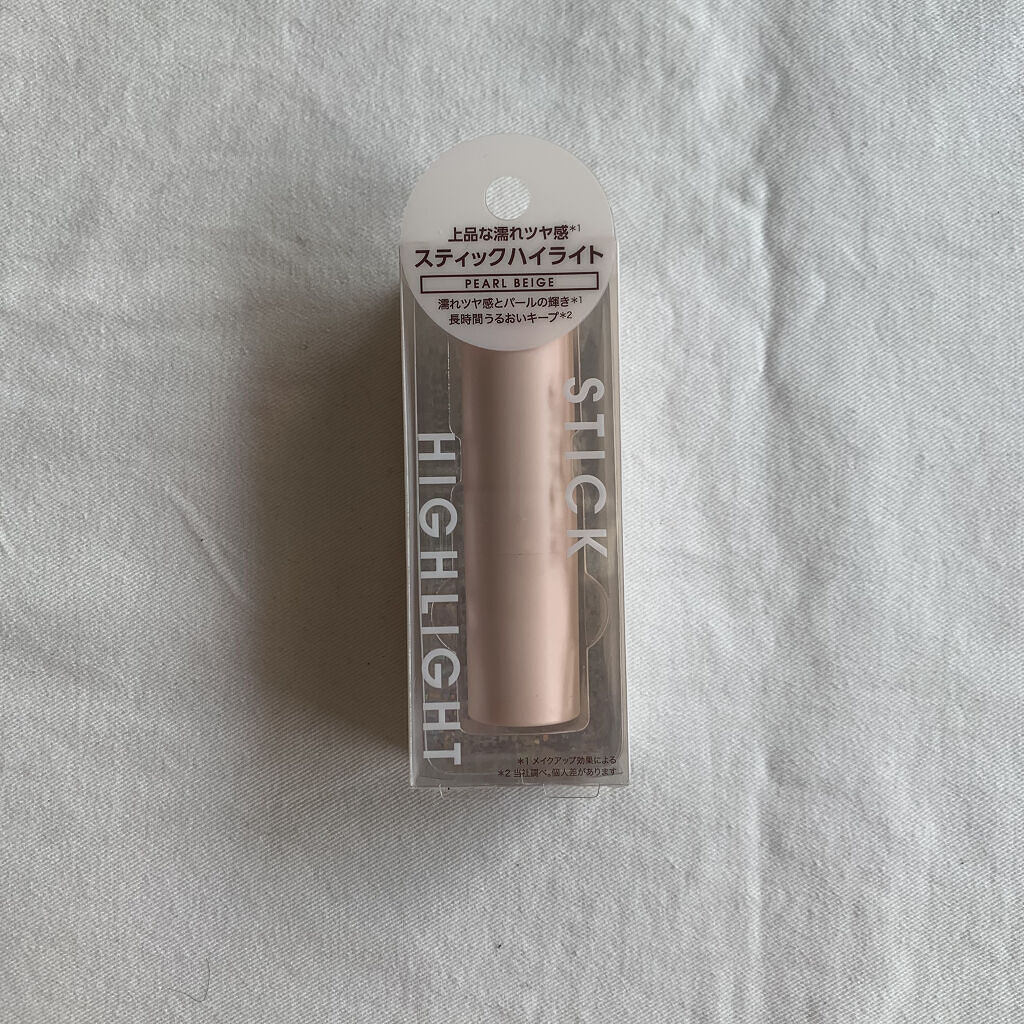 上品な濡れツヤ感*1
スティックハイライト
PEARL BEIGE
濡れツヤ感とパールの輝き*1
長時間うるおいキープ*2
STICK
HIGHLIGHT
*1 メイクアップ効果による
*2 当社調べ。個人差があります